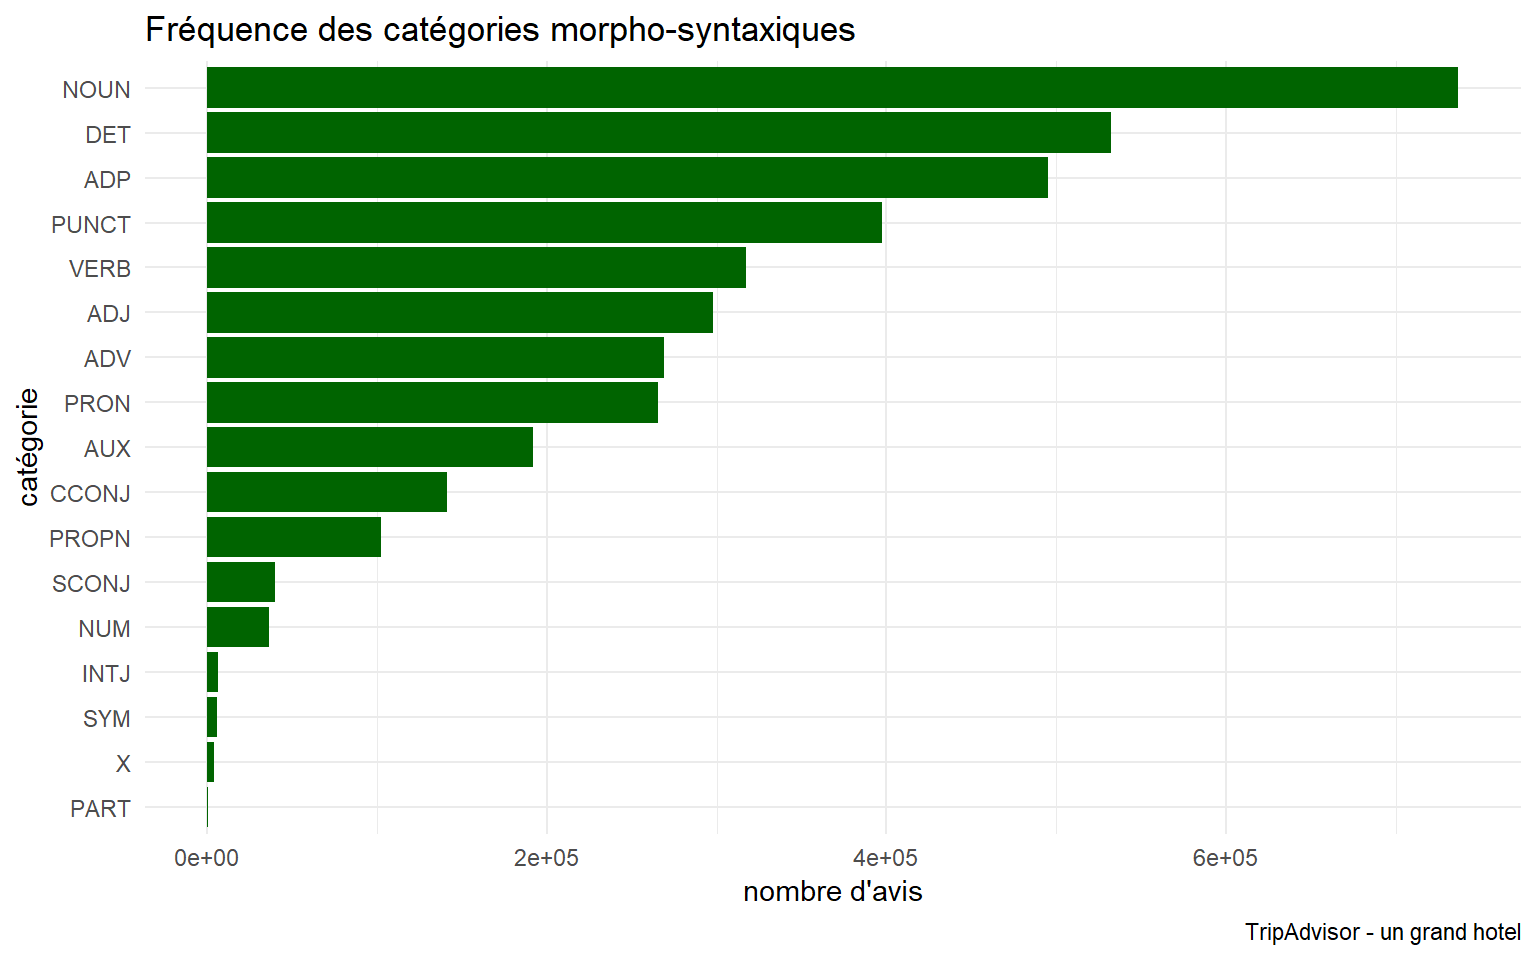 Fréquence des catégories morpho-syntaxiques
catégorie
NOUN
DET
ADP
PUNCT
VERB
ADJ
ADV
PRON
AUX
CCONJ
PROPN
SCONJ
NUM
INTJ
SYM
X
PART
0e+00 2e+05 4e+05 6e+05
nombre d'avis
TripAdvisor - un grand hotel